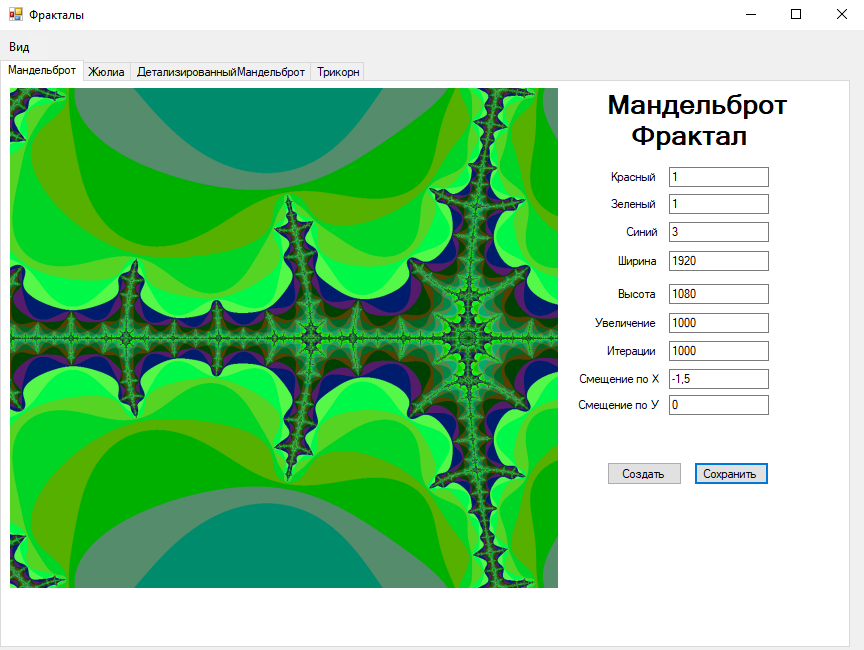 Фракталы
Вид
Мандельброт Жюлиа ДетализированныйМандельброт Трикорн
Мандельброт
Фрактал
Красный 1
Зеленый 1
Синий 3
Ширина 1920
Высота 1080
Увеличение 1000
Итерации 1000
Смещение по X -1,5
Смещение по У 0
Создать Сохранить